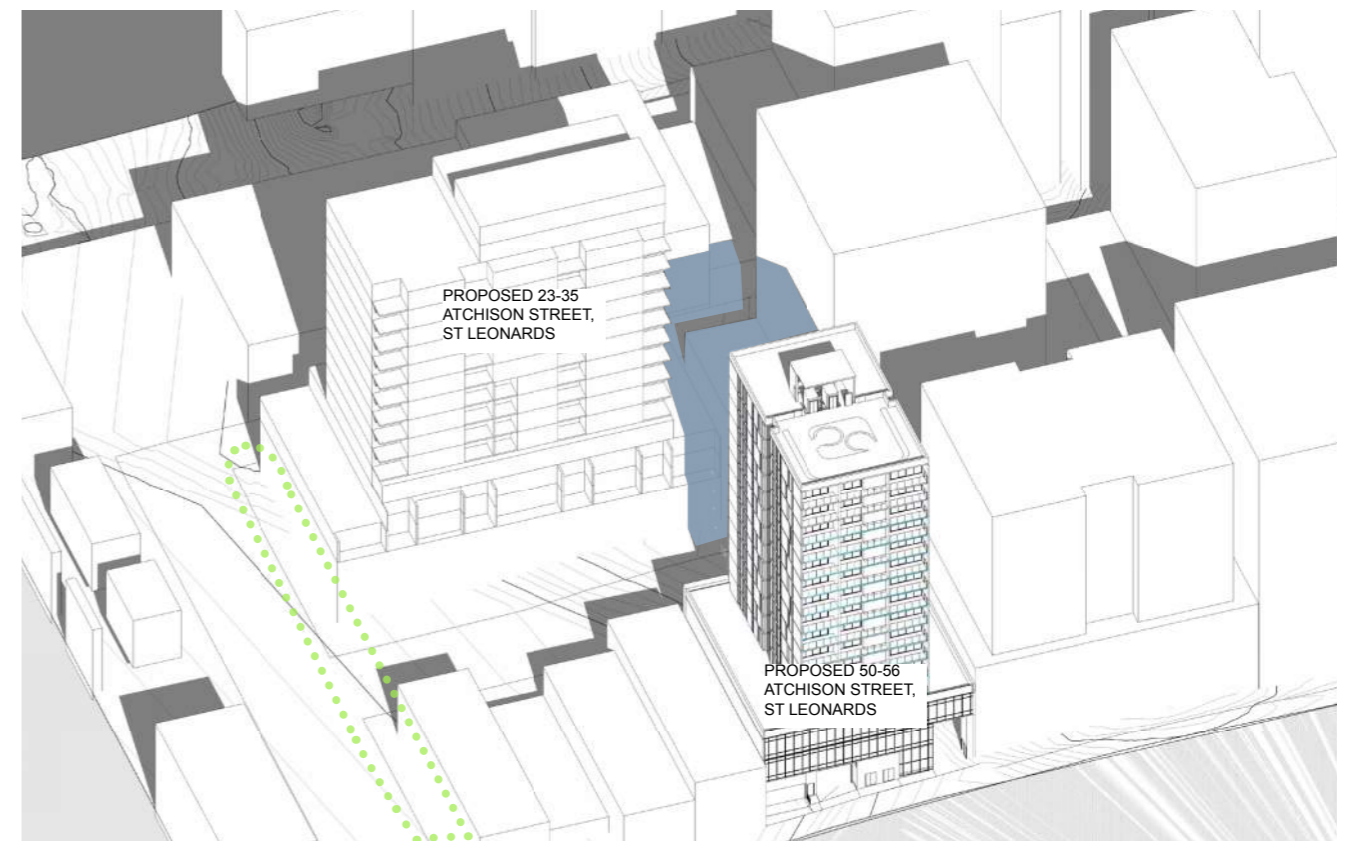 PROPOSED 23-35
ATCHISON STREET,
ST LEONARDS
PROPOSED 50-56
ATCHISON STREET,
ST LEONARDS